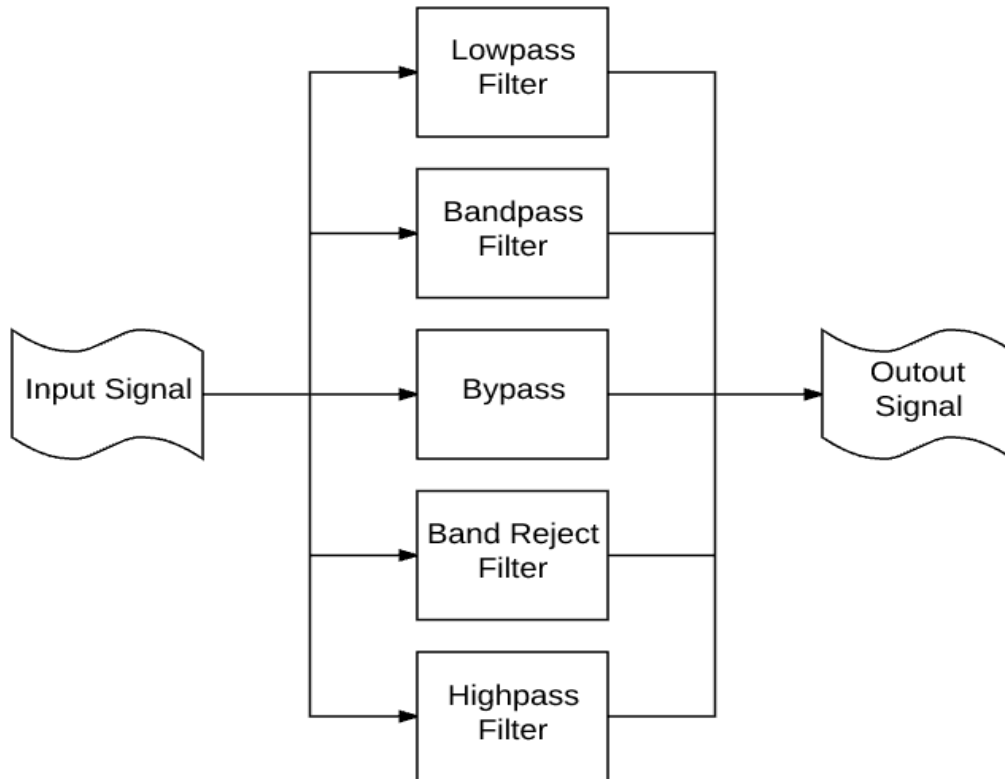 Lowpass
Filter
Bandpass
Filter
Input Signal
Bypass
Outout
Signal
Band Reject
Filter
Highpass
Filter